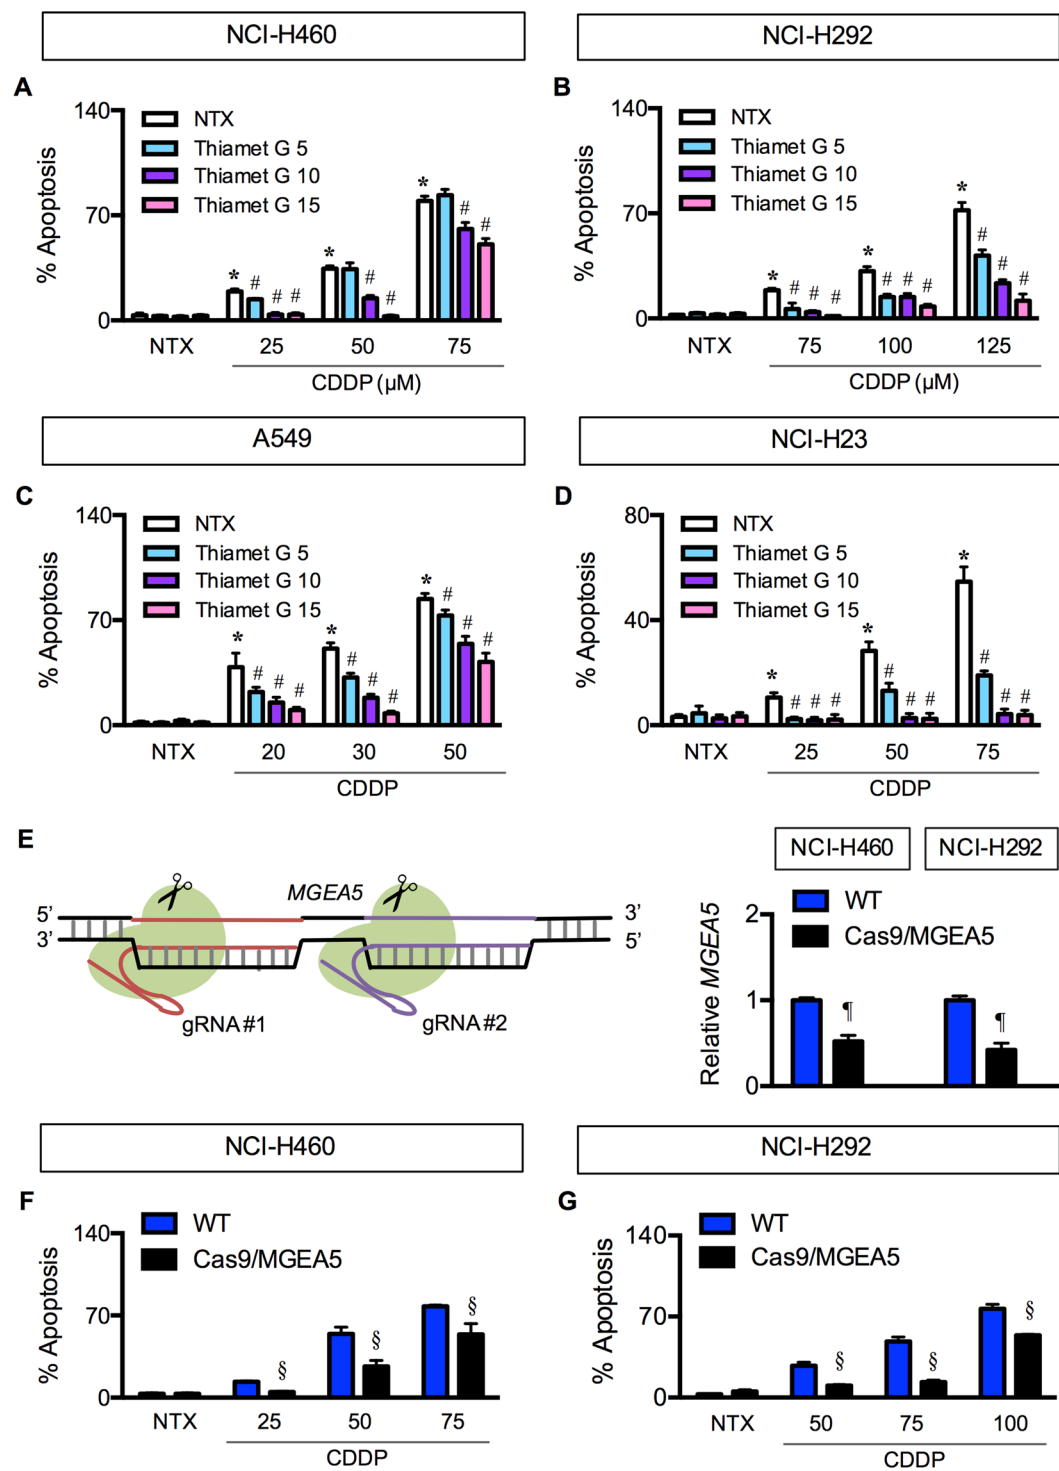 NCI-H460
NCI-H292
A
140
70
0
% Apoptosis
NTX
Thiamet G 5
Thiamet G 10
Thiamet G 15
* # # #
* # #
* # #
NTX 25 50 75
CDDP (µM)
B
140
70
0
% Apoptosis
NTX
Thiamet G 5
Thiamet G 10
Thiamet G 15
* # # #
* # # #
* # # #
NTX 75 100 125
CDDP (µM)
A549
NCI-H23
C
140
70
0
% Apoptosis
NTX
Thiamet G 5
Thiamet G 10
Thiamet G 15
* # # #
* # # #
* # # #
NTX 20 30 50
CDDP
D
80
40
0
% Apoptosis
NTX
Thiamet G 5
Thiamet G 10
Thiamet G 15
* # # #
* # # #
* # # #
NTX 25 50 75
CDDP
E
MGEA5
5’ 3’
3’ 5’
gRNA#1
gRNA#2
NCI-H460 NCI-H292
WT
Cas9/MGEA5
2
1
0
Relative MGEA5
¶ ¶
NCI-H460
NCI-H292
F
140
70
0
% Apoptosis
WT
Cas9/MGEA5
§ § §
NTX 25 50 75
CDDP
G
140
70
0
% Apoptosis
WT
Cas9/MGEA5
§ § §
NTX 50 75 100
CDDP